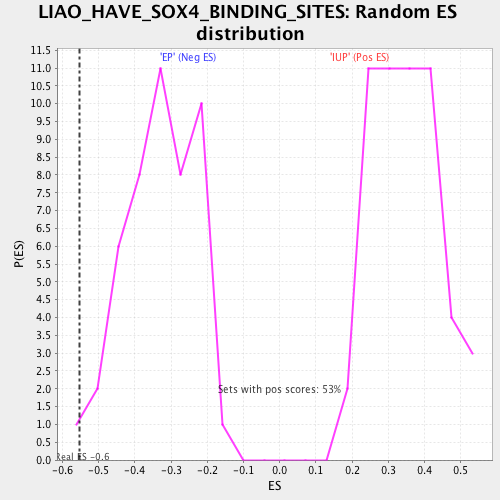 LIAO_HAVE_SOX4_BINDING_SITES: Random ES
distribution
'EP' (Neg ES)
'IUP' (Pos ES)
11.5
11.0
10.5
10.0
9.5
9.0
8.5
8.0
7.5
7.0
6.5
6.0
5.5
5.0
4.5
4.0
3.5
3.0
2.5
2.0
1.5
1.0
0.5
0.0
P(ES)
Sets with pos scores: 53%
Real ES -0.6
-0.6 -0.5 -0.4 -0.3 -0.2 -0.1 0.0 0.1 0.2 0.3 0.4 0.5
ES